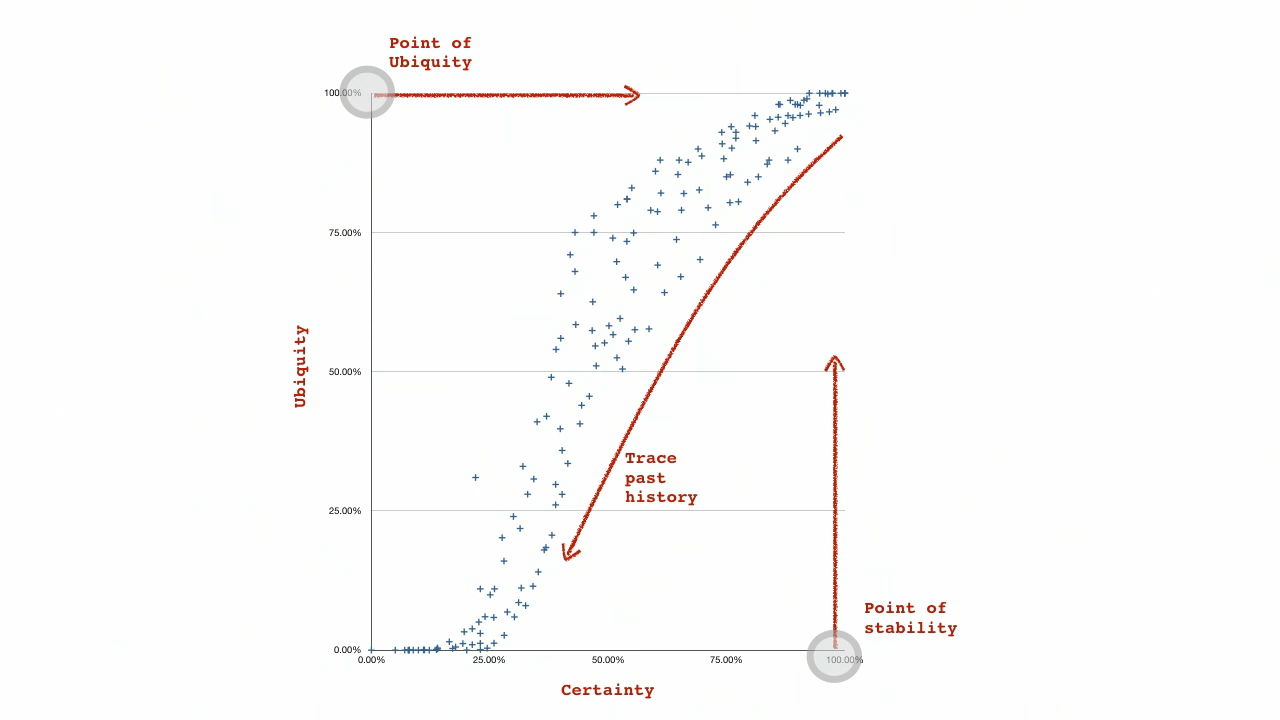 Point of
Ubiquity
100.00%
75.00%
Ubiquity
50.00%
Trace
past
history
25.00%
Point of
stability
0.00%
0.00%
25.00%
50.00%
75.00%
100.00%
Certainty